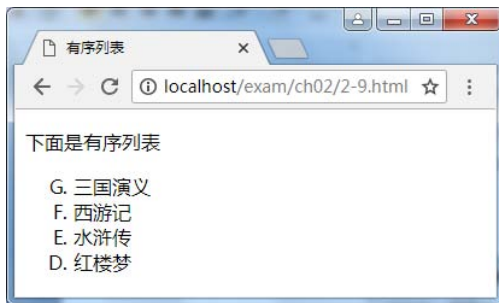 有序列表
localhost/exam/ch02/2-9.html
下面是有序列表
G. 三国演义
F. 西游记
E. 水浒传
D. 红楼梦